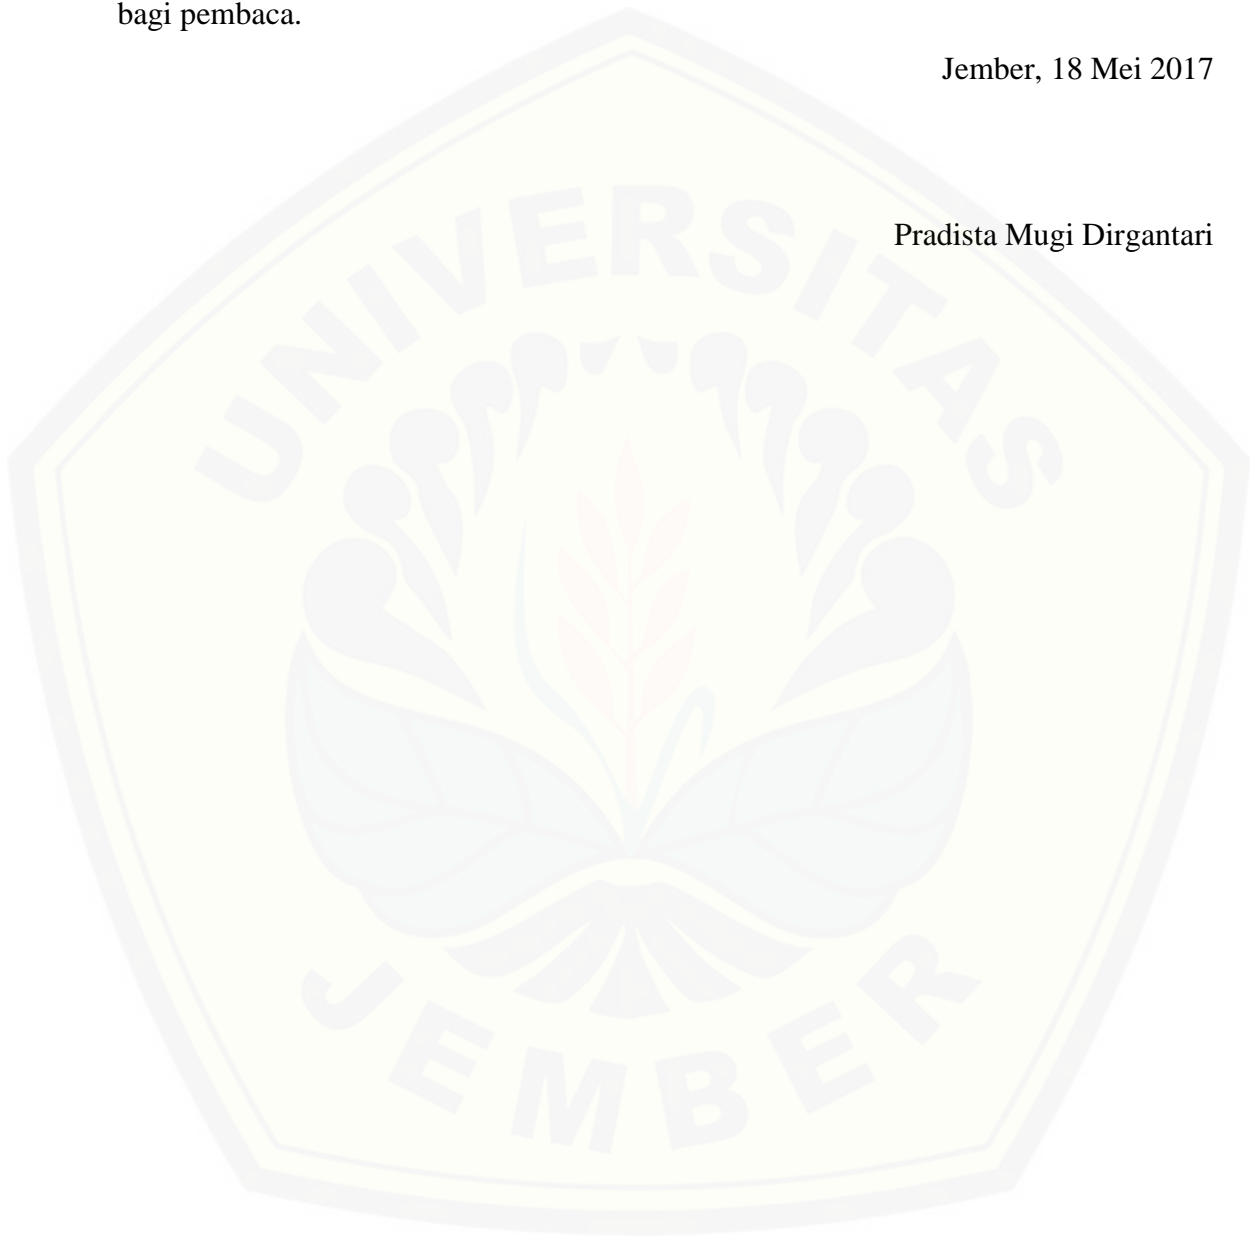 bagi pembaca.
Jember, 18 Mei 2017
Pradista Mugi Dirgantari
UNIVERSITAS
JEMBER